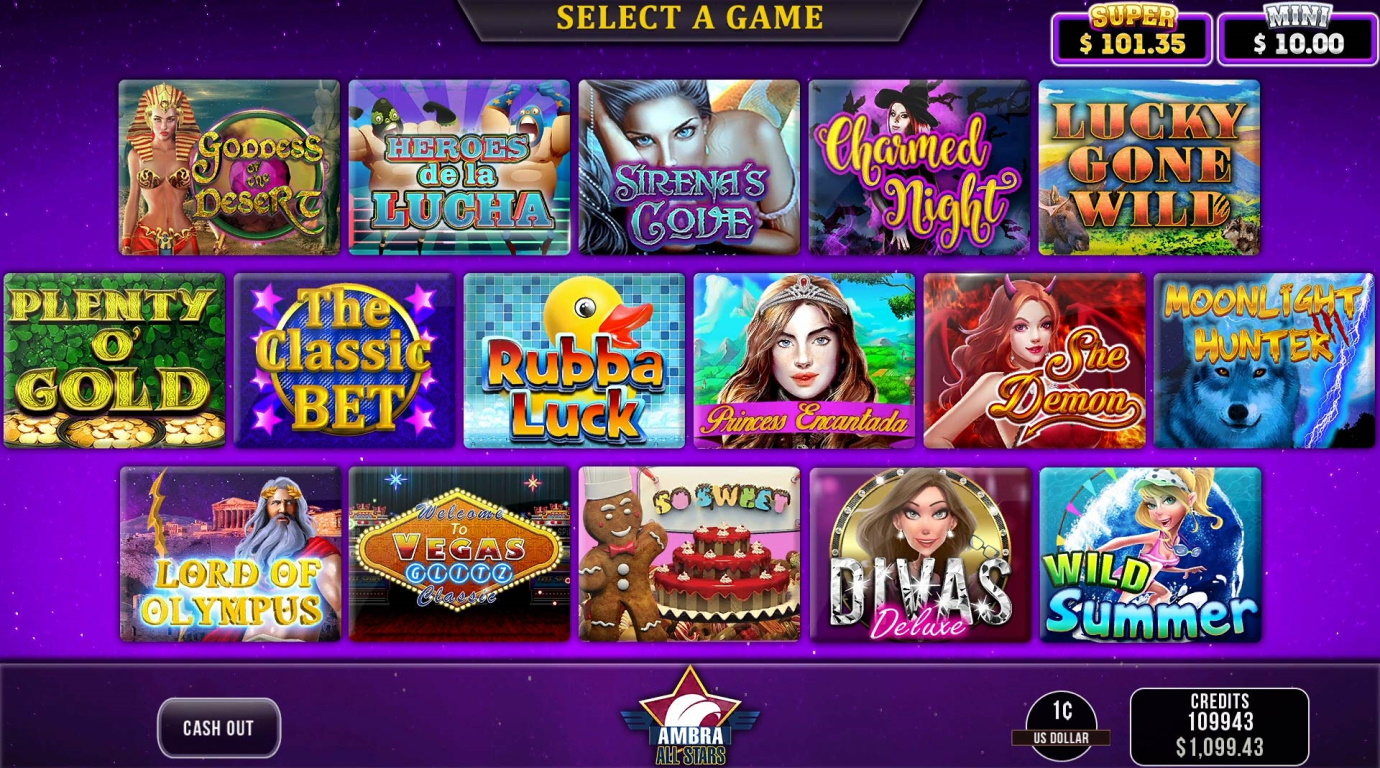 SELECT A GAME
SUPER
$ 101.35
MINI
$ 10.00
GODDESS
OF
THE
DESERT
HEROES
de la
LUCHA
SIRENA'S
COVE
Charmed
Night
LUCKY
GONE
WILD
PLENTY
O'
GOLD
The
Classic
BET
Rubba
Luck
Princess Encantada
She
Demon
MOONLIGHT
HUNTER
LORD OF
OLYMPUS
Welcome
To
VEGAS
GLITZ
Classic
SO SWEET
DIVAS
Deluxe
WILD
Summer
CASH OUT
AMBRA
ALL STARS
1¢
US DOLLAR
CREDITS
109943
$1,099.43